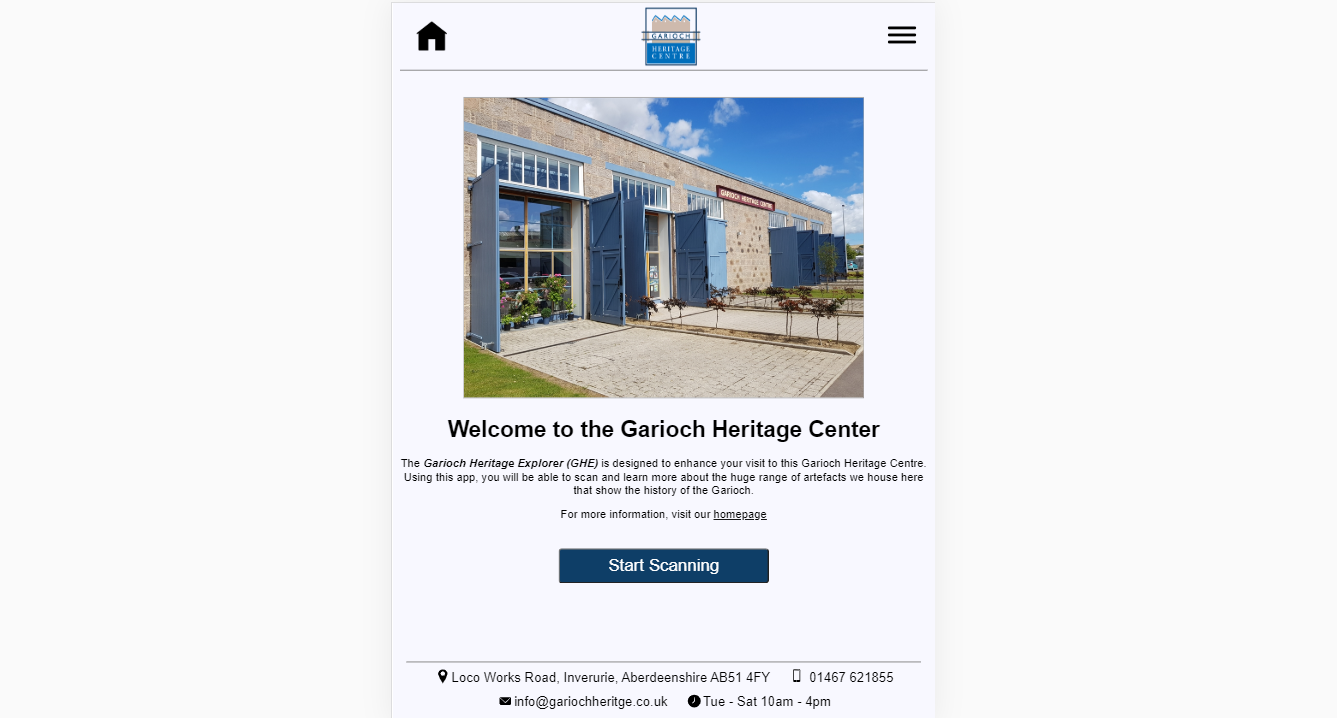 GARIOCH
HERITAGE
CENTRE
GARIOCH HERITAGE CENTRE
Welcome to the Garioch Heritage Center
The Garioch Heritage Explorer (GHE) is designed to enhance your visit to this Garioch Heritage Centre.
Using this app, you will be able to scan and learn more about the huge range of artefacts we house here
that show the history of the Garioch.
For more information, visit our homepage
Start Scanning
Loco Works Road, Inverurie, Aberdeenshire AB51 4FY 01467 621855
info@gariochheritge.co.uk Tue - Sat 10am - 4pm